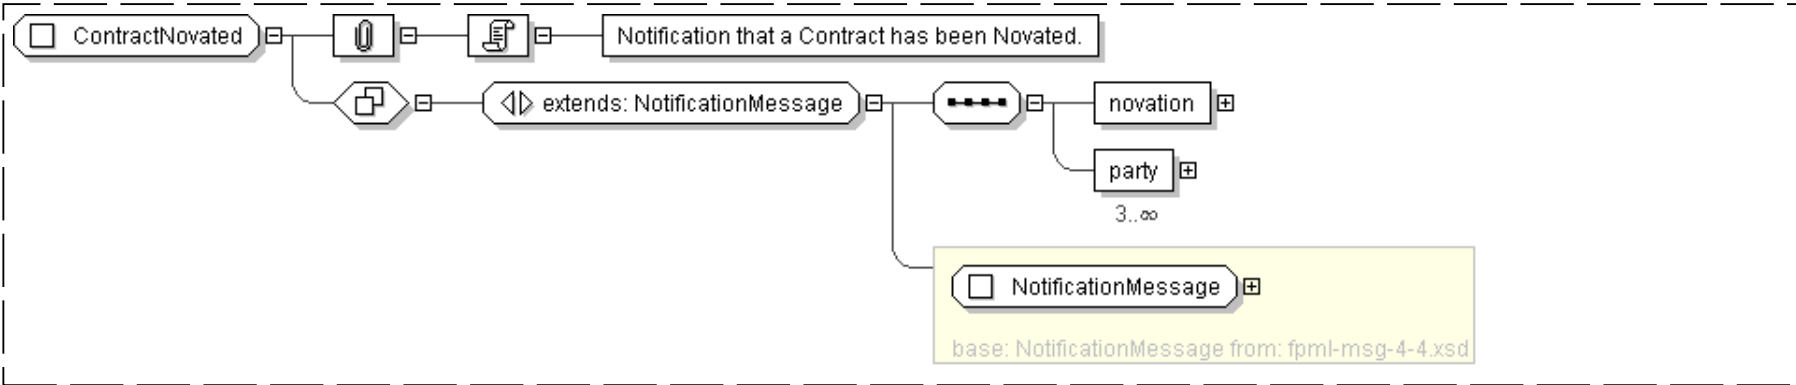 ContractNovated
Notification that a Contract has been Novated.
extends: NotificationMessage
novation
party
3..∞
NotificationMessage
base: NotificationMessage from: fpml-msg-4-4.xsd